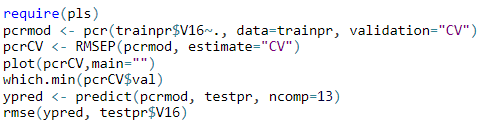 require(pls)
pcrmod <- pcr(trainpr$V16~., data=trainpr, validation="CV")
pcrCV <- RMSEP(pcrmod, estimate="CV")
plot(pcrCV,main="")
which.min(pcrCV$val)
ypred <- predict(pcrmod, testpr, ncomp=13)
rmse(ypred, testpr$V16)